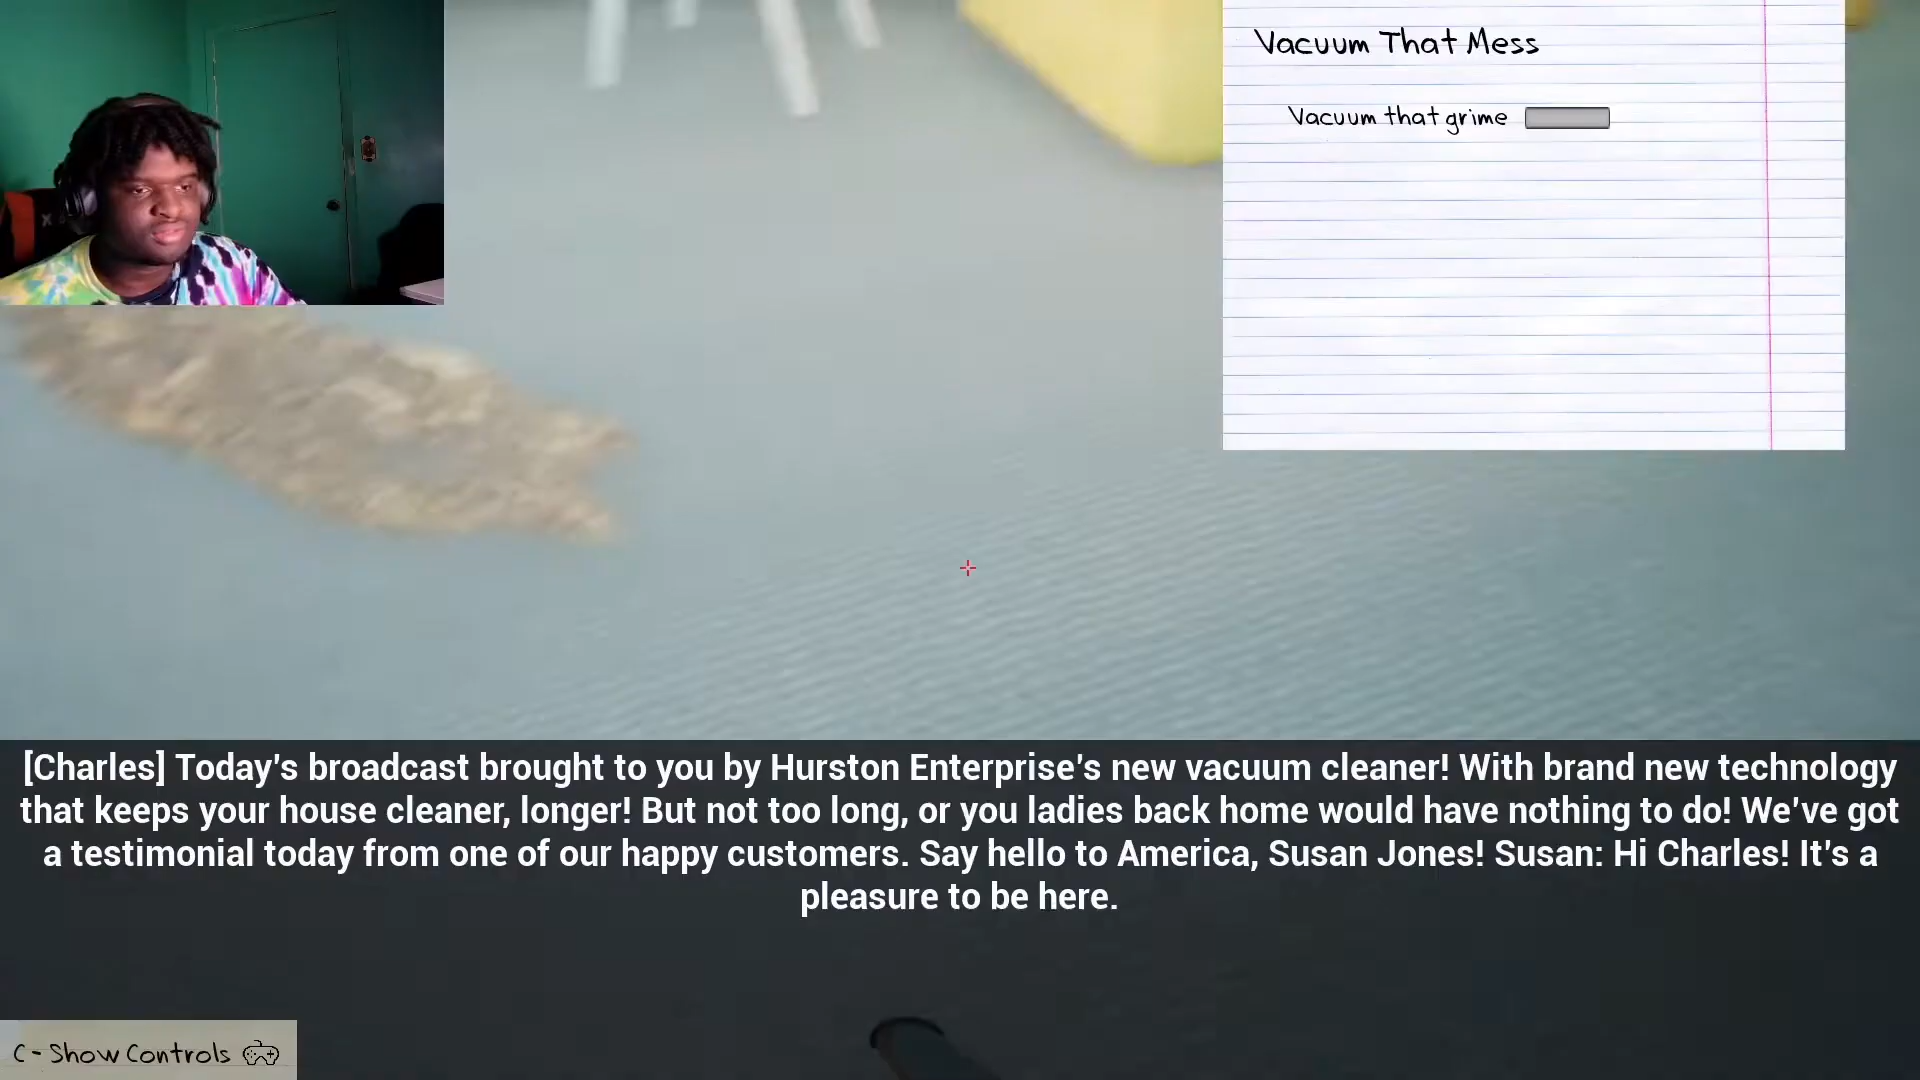 Vacuum That Mess
Vacuum that grime
[Charles] Today's broadcast brought to you by Hurston Enterprise's new vacuum cleaner! With brand new technology
that keeps your house cleaner, longer! But not too long, or you ladies back home would have nothing to do! We've got
a testimonial today from one of our happy customers. Say hello to America, Susan Jones! Susan: Hi Charles! It's a
pleasure to be here.
C - Show Controls